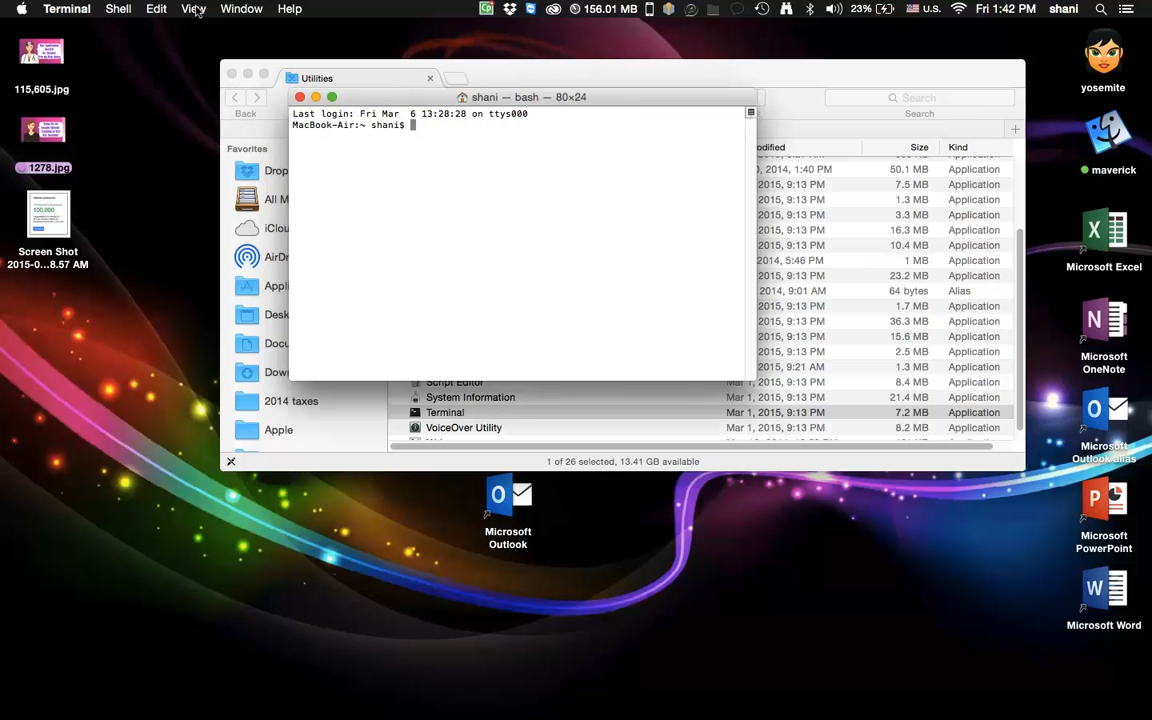 Terminal Shell Edit View Window Help 156.01 MB 23% U.S. Fri 1:42 PM shani
115,605.jpg
1278.jpg
Screen Shot
2015-0...8.57 AM
Utilities
Back
Search
Search
shani — bash — 80×24
Last login: Fri Mar  6 13:28:28 on ttys000
MacBook-Air:~ shani$
Favorites
Drop
All M
iClou
AirDr
Appli
Desk
Docu
Down
2014 taxes
Apple
odified Size Kind
0, 2014, 1:40 PM 50.1 MB Application
2015, 9:13 PM 7.5 MB Application
2015, 9:13 PM 1.3 MB Application
2015, 9:13 PM 3.3 MB Application
2015, 9:13 PM 16.3 MB Application
2015, 9:13 PM 10.4 MB Application
2014, 5:46 PM 1 MB Application
2015, 9:13 PM 23.2 MB Application
2014, 9:01 AM 64 bytes Alias
2015, 9:13 PM 1.7 MB Application
2015, 9:13 PM 36.3 MB Application
2015, 9:13 PM 15.6 MB Application
2015, 9:13 PM 2.5 MB Application
2015, 9:21 AM 1.3 MB Application
Script Editor Mar 1, 2015, 9:13 PM 8.4 MB Application
System Information Mar 1, 2015, 9:13 PM 21.4 MB Application
Terminal Mar 1, 2015, 9:13 PM 7.2 MB Application
VoiceOver Utility Mar 1, 2015, 9:13 PM 8.2 MB Application
1 of 26 selected, 13.41 GB available
Microsoft
Outlook
yosemite
maverick
Microsoft Excel
Microsoft
OneNote
Microsoft
Outlook alias
Microsoft
PowerPoint
Microsoft Word